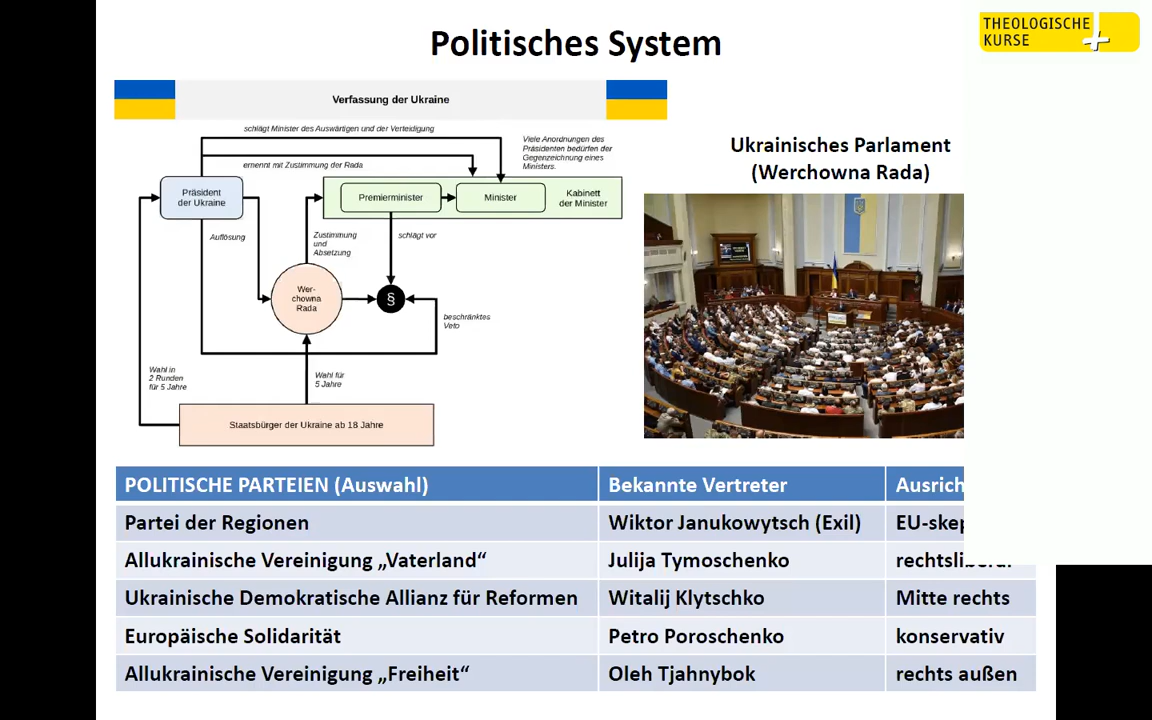 Politisches System
THEOLOGISCHE
KURSE
Verfassung der Ukraine
schlägt Minister des Auswärtigen und der Verteidigung
ernennt mit Zustimmung der Rada
Viele Anordnungen des
Präsidenten bedürfen der
Gegenzeichnung eines
Ministers.
Präsident
der Ukraine
Premierminister
Minister
Kabinett
der Minister
Auflösung
Zustimmung
und
Absetzung
schlägt vor
Wer-
chowna
Rada
§
beschränktes
Veto
Wahl in
2 Runden
für 5 Jahre
Wahl für
5 Jahre
Staatsbürger der Ukraine ab 18 Jahre
Ukrainisches Parlament
(Werchowna Rada)
POLITISCHE PARTEIEN (Auswahl) Bekannte Vertreter
Partei der Regionen Wiktor Janukowytsch (Exil)
Allukrainische Vereinigung „Vaterland“ Julija Tymoschenko
Ukrainische Demokratische Allianz für Reformen Witalij Klytschko Mitte rechts
Europäische Solidarität Petro Poroschenko konservativ
Allukrainische Vereinigung „Freiheit“ Oleh Tjahnybok rechts außen